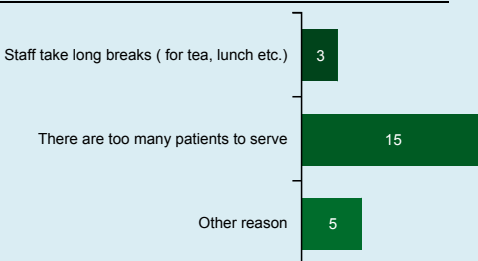 Staff take long breaks ( for tea, lunch etc.) 3
There are too many patients to serve 15
Other reason 5